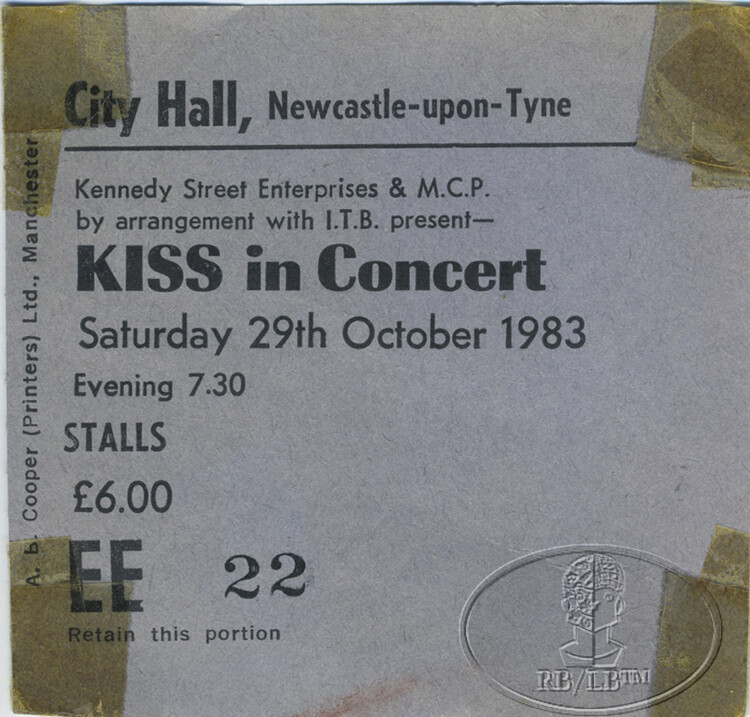 City Hall, Newcastle-upon-Tyne
Kennedy Street Enterprises & M.C.P.
by arrangement with I.T.B. present—
KISS in Concert
Saturday 29th October 1983
Evening 7.30
STALLS
£6.00
EE 22
Retain this portion
A. B. Cooper (Printers) Ltd., Manchester
RB/LB™